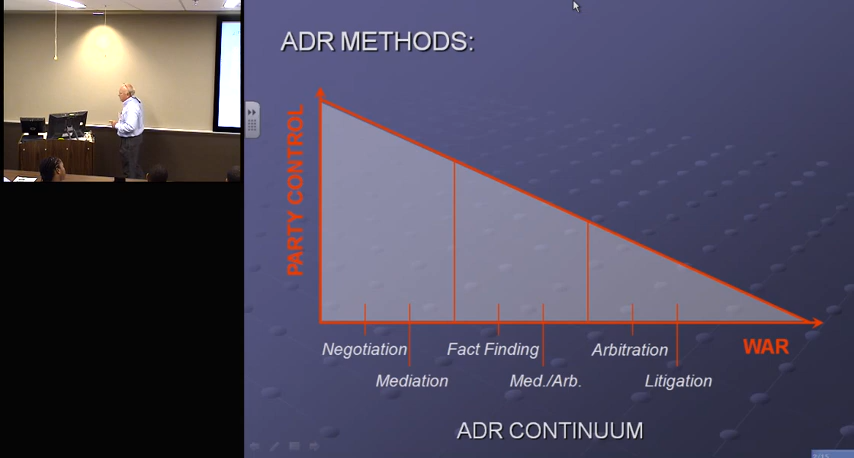 ADR METHODS:
PARTY CONTROL
Negotiation
Fact Finding
Arbitration
WAR
Mediation
Med./Arb.
Litigation
ADR CONTINUUM